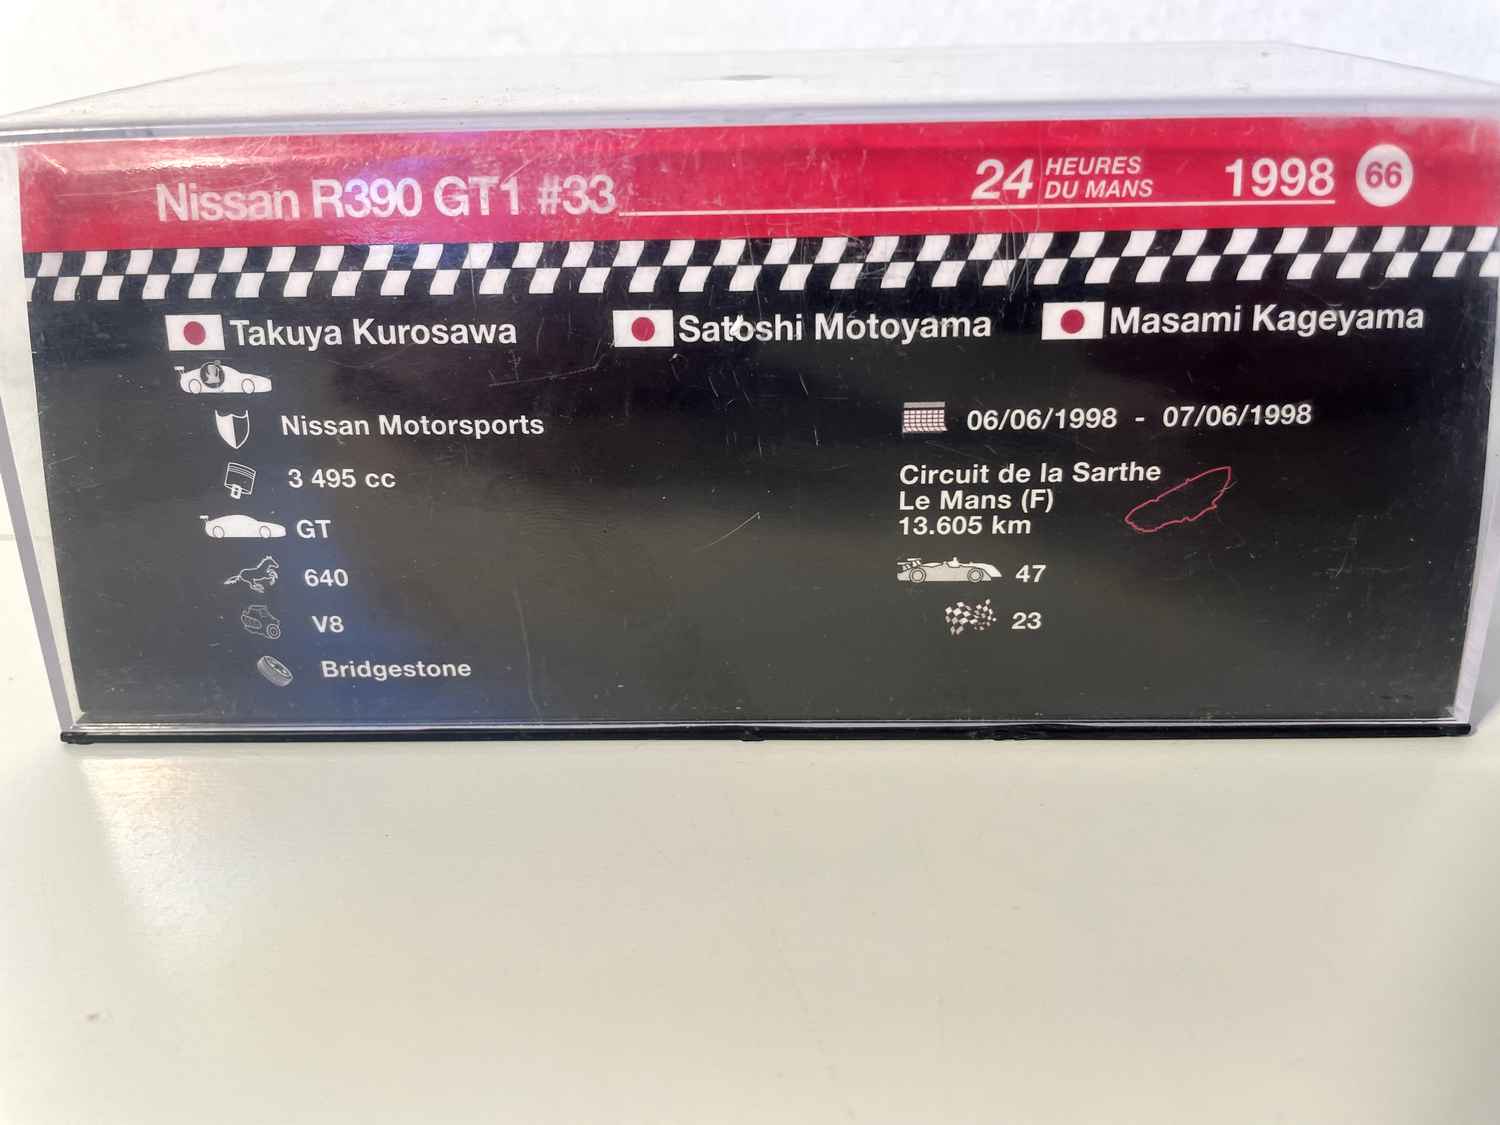 Nissan R390 GT1 #33
24 HEURES DU MANS 1998 66
Takuya Kurosawa Satoshi Motoyama Masami Kageyama
Nissan Motorsports
3 495 cc
GT
640
V8
Bridgestone
06/06/1998 - 07/06/1998
Circuit de la Sarthe
Le Mans (F)
13.605 km
47
23